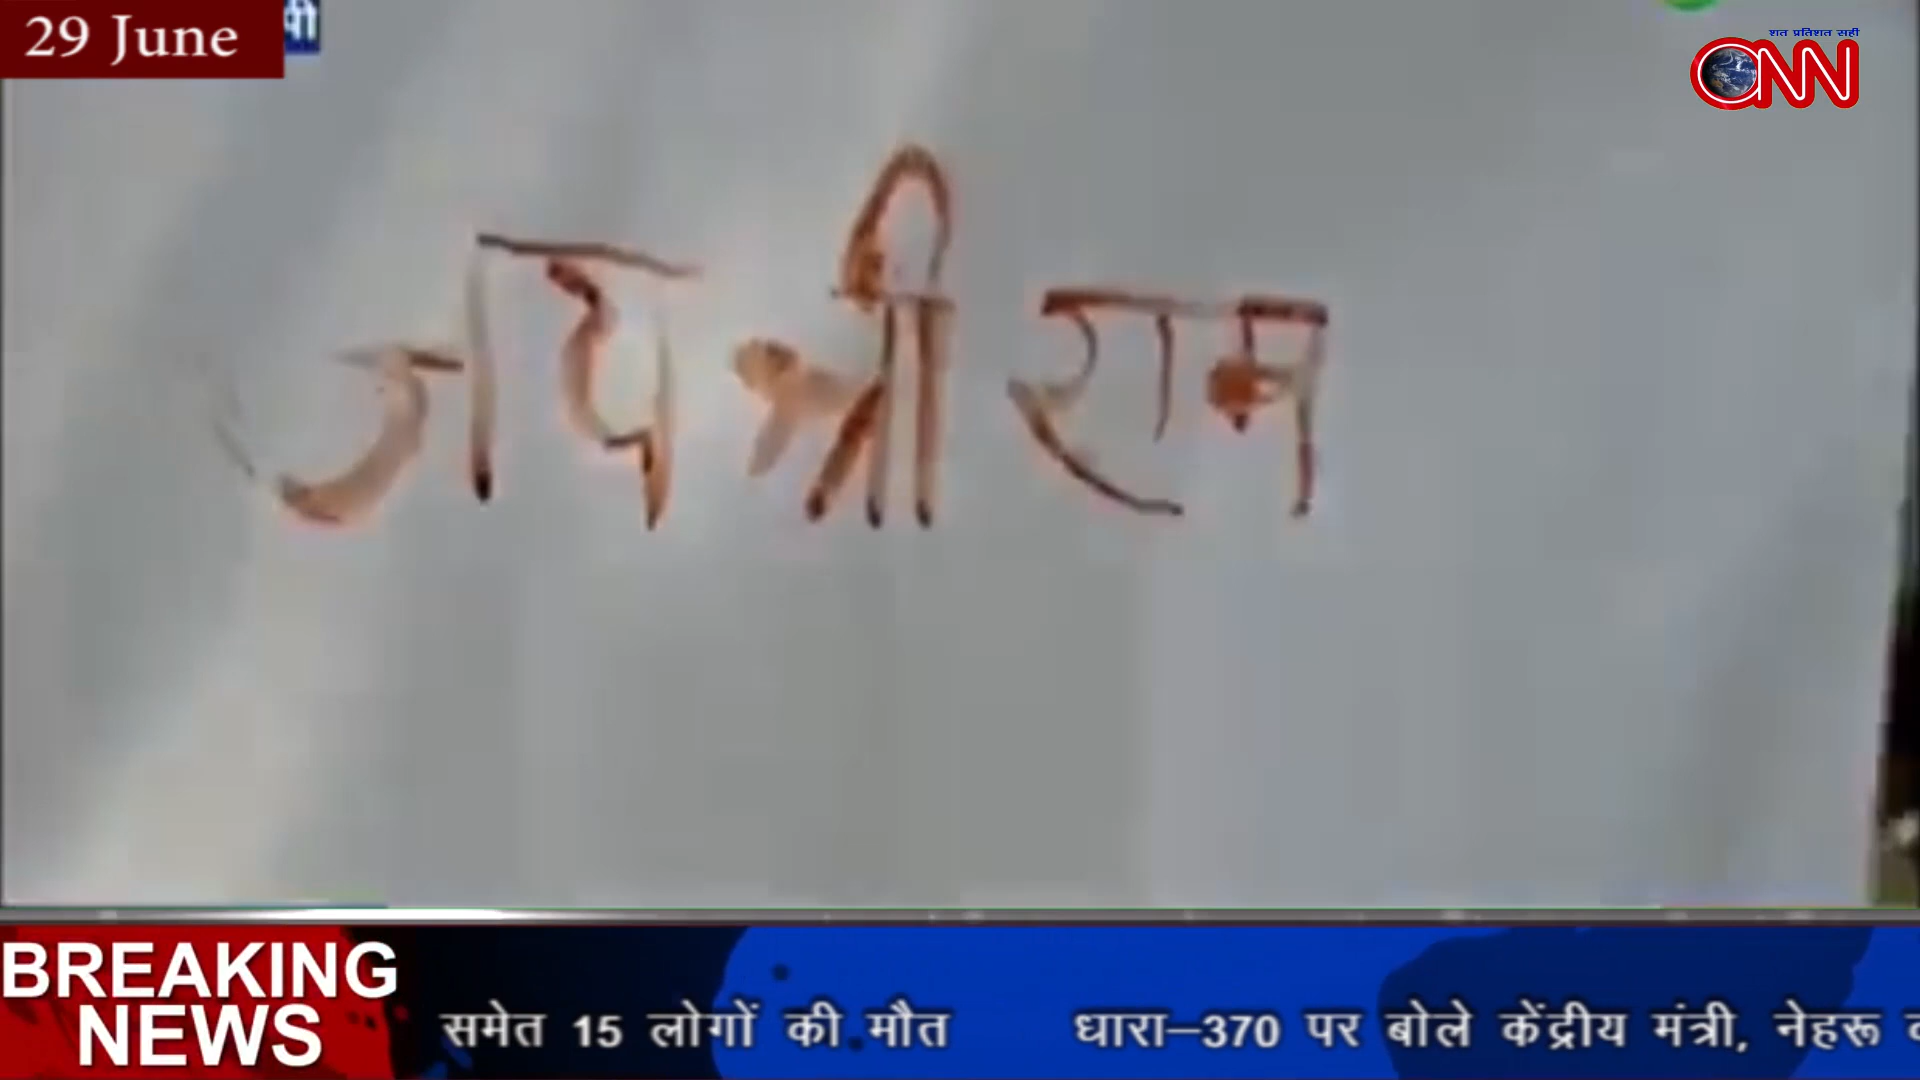 29 June
मी
शत प्रतिशत सही
CNN
जय श्री राम
BREAKING
NEWS
समेत 15 लोगों की मौत धारा-370 पर बोले केंद्रीय मंत्री, नेहरू